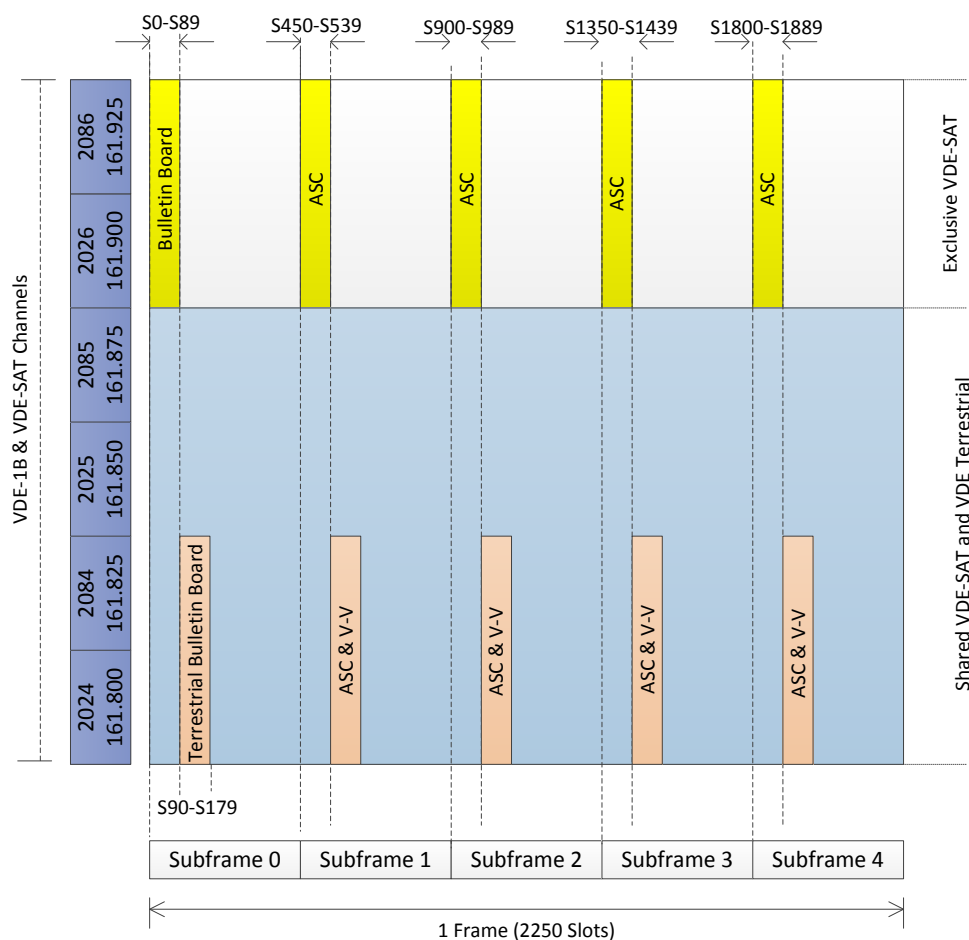 S0-S89
S450-S539
S900-S989
S1350-S1439
S1800-S1889
VDE-1B & VDE-SAT Channels
2086
161.925
2026
161.900
2085
161.875
2025
161.850
2084
161.825
2024
161.800
Bulletin Board
ASC
ASC
ASC
ASC
Exclusive VDE-SAT
Terrestrial Bulletin Board
ASC & V-V
ASC & V-V
ASC & V-V
ASC & V-V
Shared VDE-SAT and VDE Terrestrial
S90-S179
Subframe 0
Subframe 1
Subframe 2
Subframe 3
Subframe 4
1 Frame (2250 Slots)